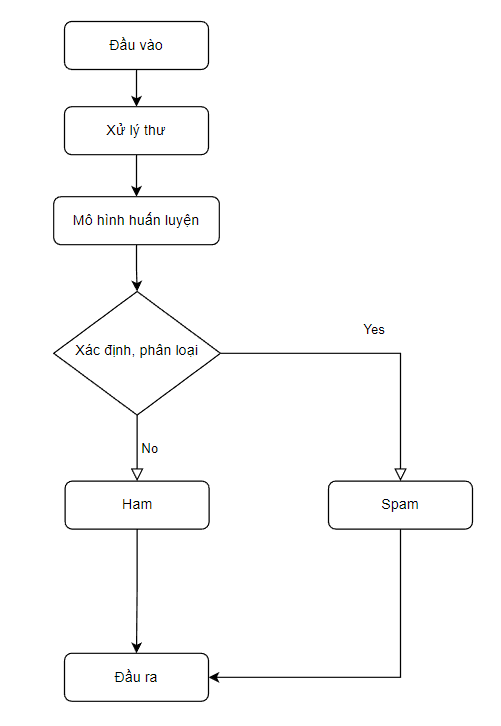 Đầu vào
Xử lý thư
Mô hình huấn luyện
Xác định, phân loại
Yes
No
Ham
Spam
Đầu ra